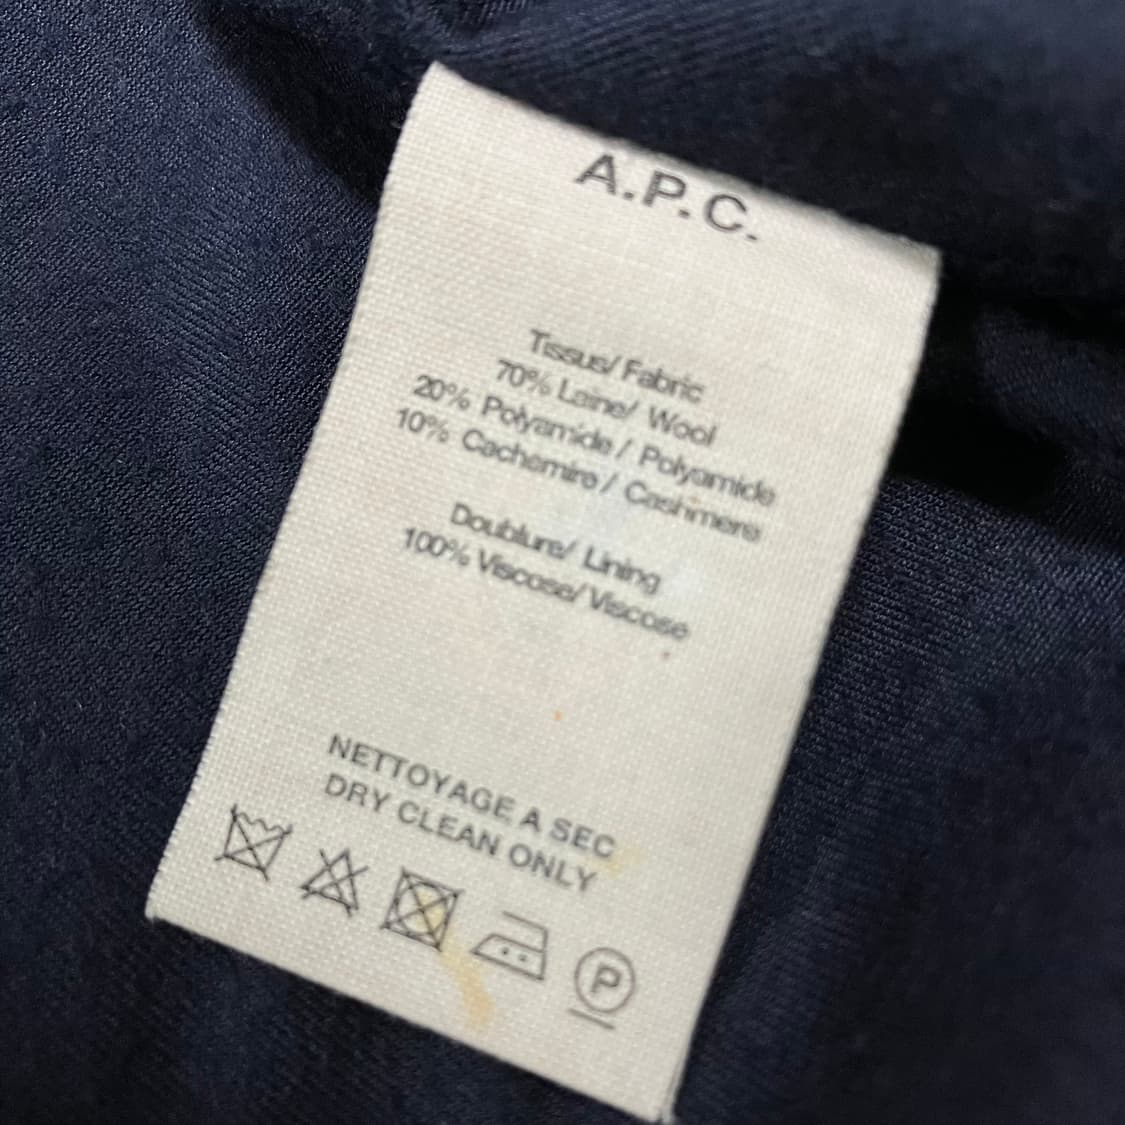 A.P.C.
Tissus/ Fabric
70% Laine/ Wool
20% Polyamide / Polyamide
10% Cachemire / Cashmere
Doublure/ Lining
100% Viscose/ Viscose
NETTOYAGE A SEC
DRY CLEAN ONLY
P